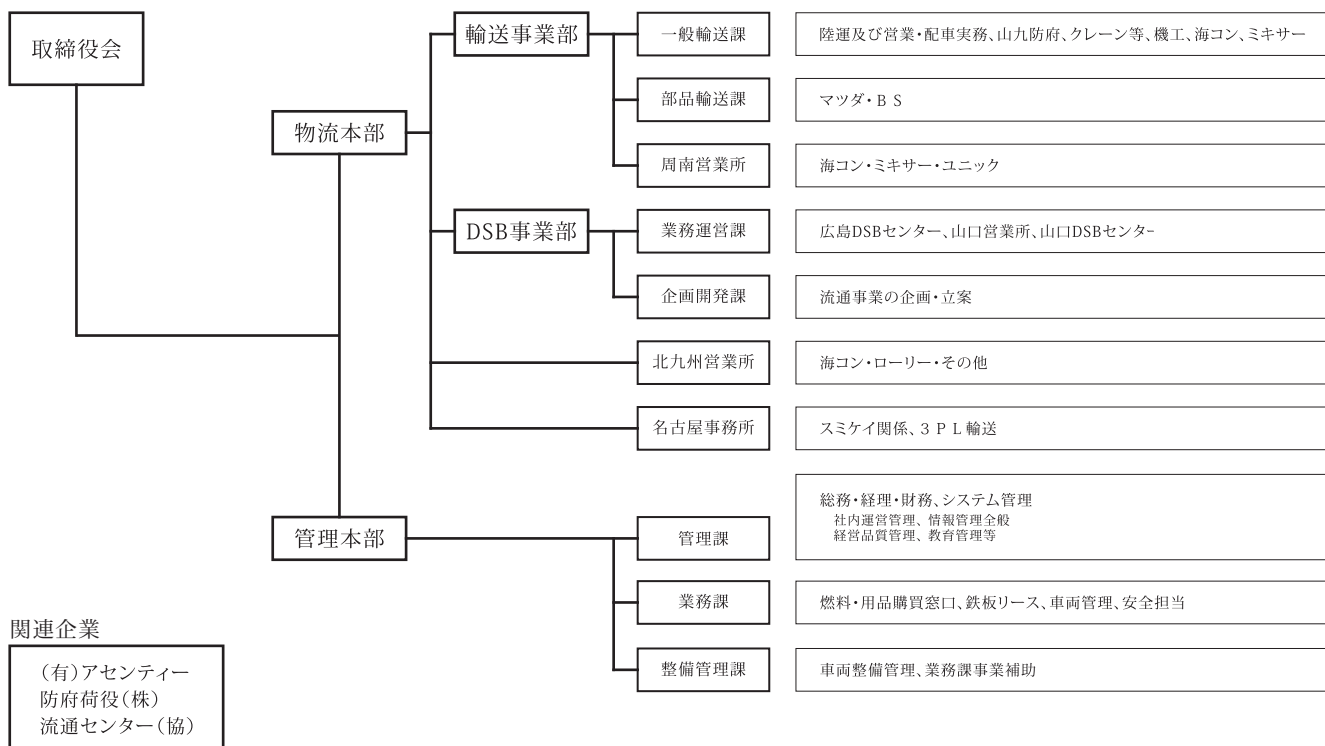 取締役会
物流本部
輸送事業部
一般輸送課
陸運及び営業・配車実務、山九防府、クレーン等、機工、海コン、ミキサー
部品輸送課
マツダ・ＢＳ
周南営業所
海コン・ミキサー・ユニック
DSB事業部
業務運営課
広島DSBセンター、山口営業所、山口DSBセンター
企画開発課
流通事業の企画・立案
北九州営業所
海コン・ローリー・その他
名古屋事務所
スミケイ関係、３ＰＬ輸送
管理本部
管理課
総務・経理・財務、システム管理
社内運営管理、情報管理全般
経営品質管理、教育管理等
業務課
燃料・用品購買窓口、鉄板リース、車両管理、安全担当
整備管理課
車両整備管理、業務課事業補助
関連企業
（有）アセンティー
防府荷役（株）
流通センター（協）